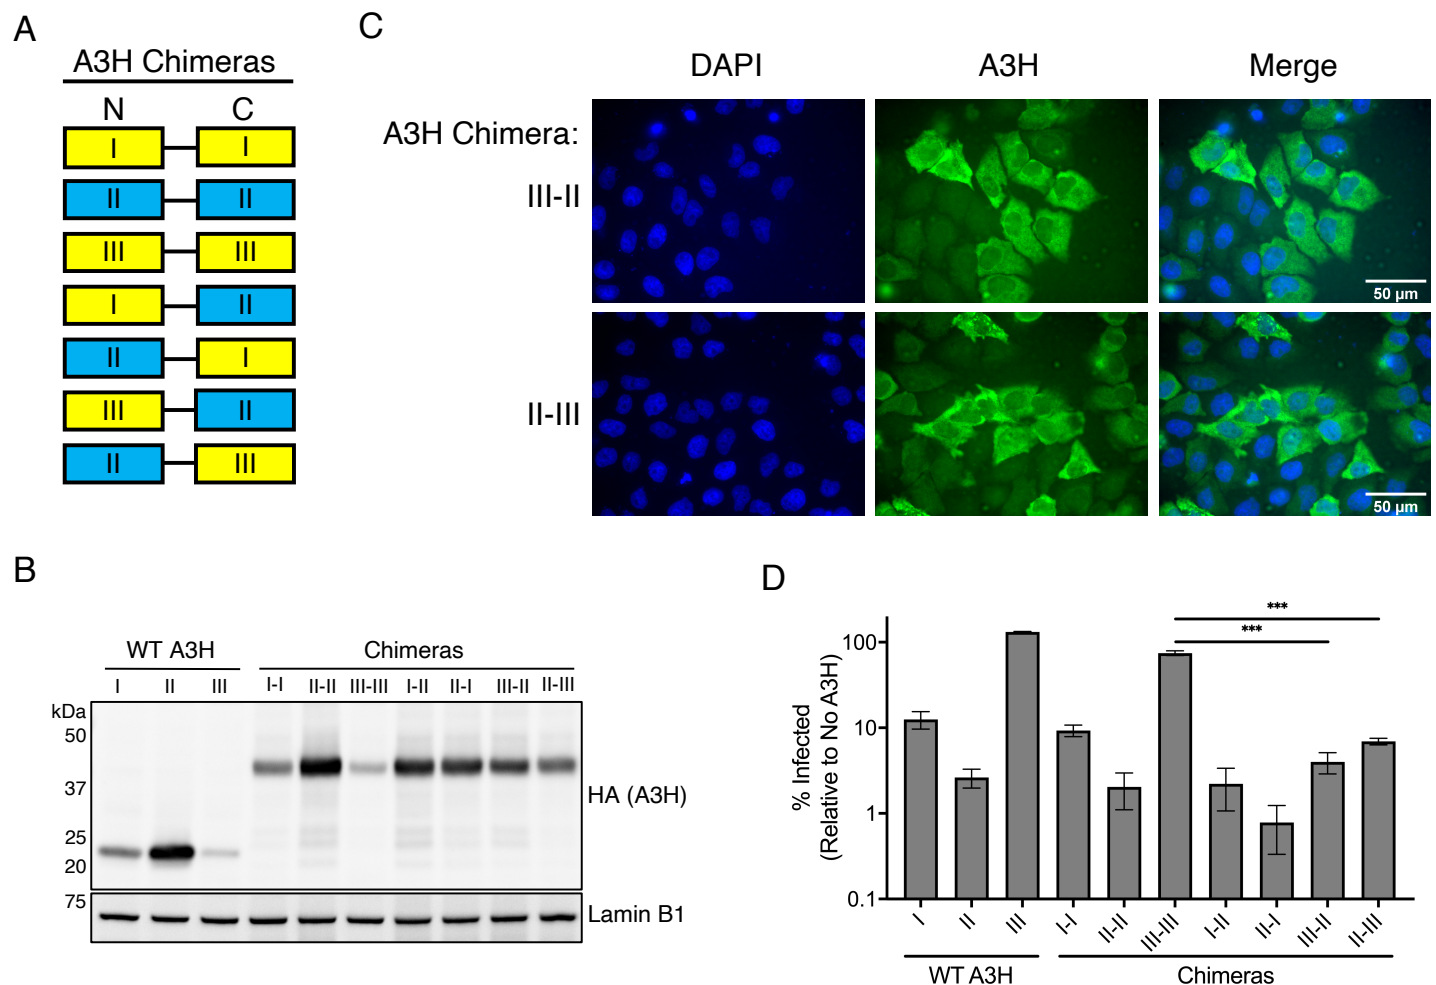 A
A3H Chimeras
N C
I I
II II
III III
I II
II I
III II
II III
C
DAPI A3H Merge
A3H Chimera:
III-II
50 µm
II-III
50 µm
B
WT A3H Chimeras
I II III I-I II-II III-III I-II II-I III-II II-III
kDa
50
37
25
20
75
HA (A3H)
Lamin B1
D
% Infected
(Relative to No A3H)
100
10
1
0.1
***
***
I II III I-I II-II III-III I-II II-I III-II II-III
WT A3H Chimeras